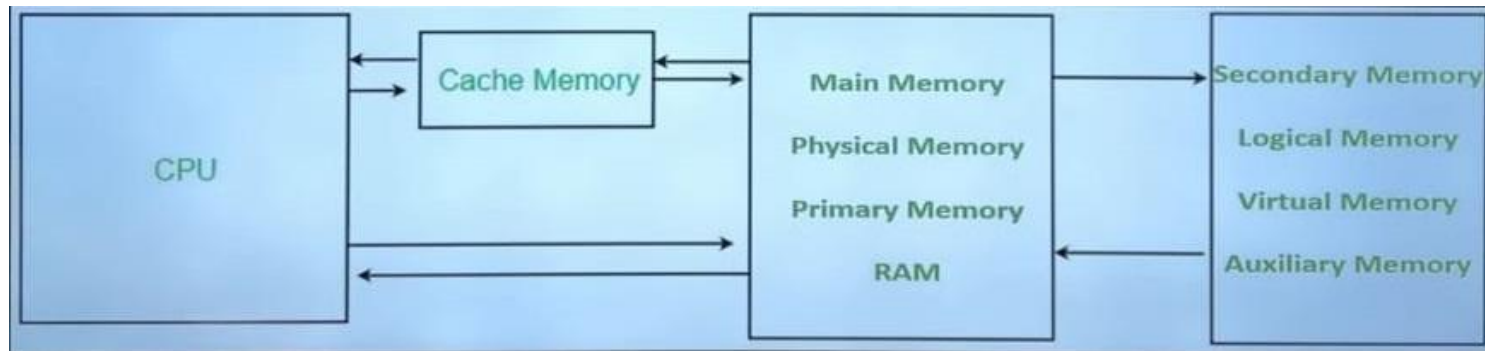 CPU
Cache Memory
Main Memory
Physical Memory
Primary Memory
RAM
Secondary Memory
Logical Memory
Virtual Memory
Auxiliary Memory